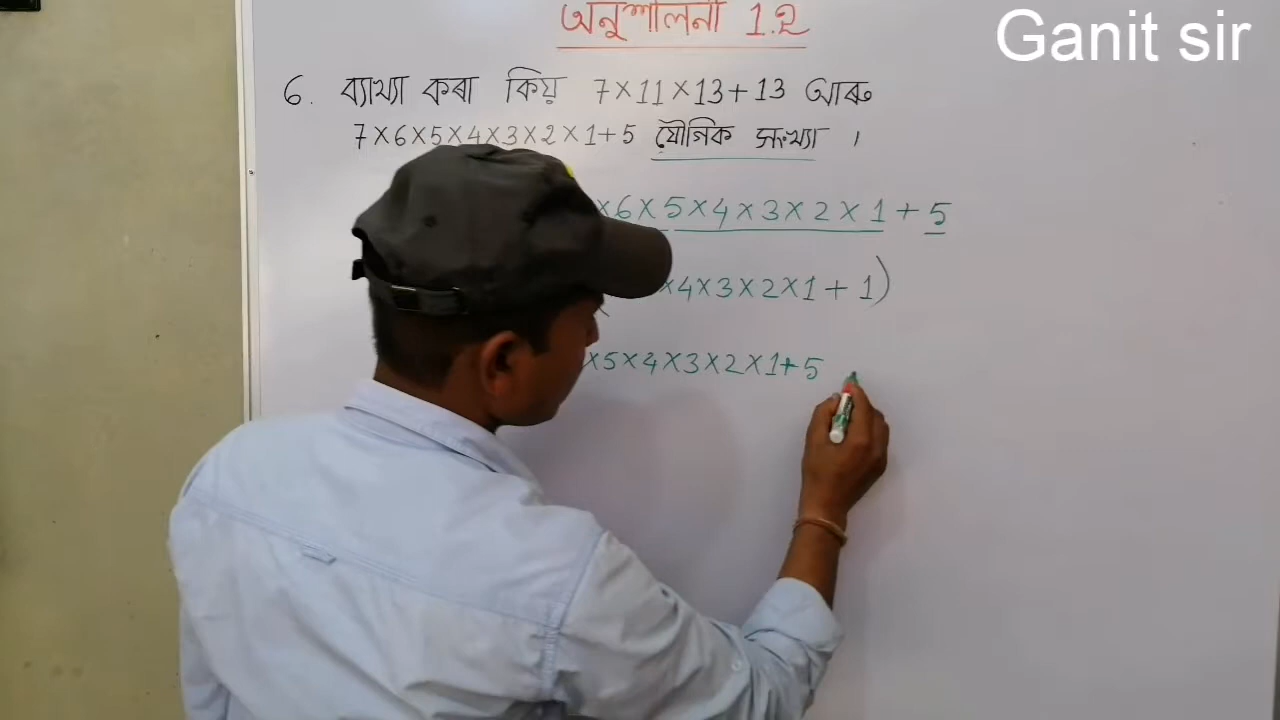 অনুশীলনী 1.2
Ganit sir
6. ব্যাখ্যা কৰা কিয় 7×11×13+13 আৰু
7×6×5×4×3×2×1+5 যৌগিক সংখ্যা ।
×6×5×4×3×2×1+5
×4×3×2×1+1)
×5×4×3×2×1+5